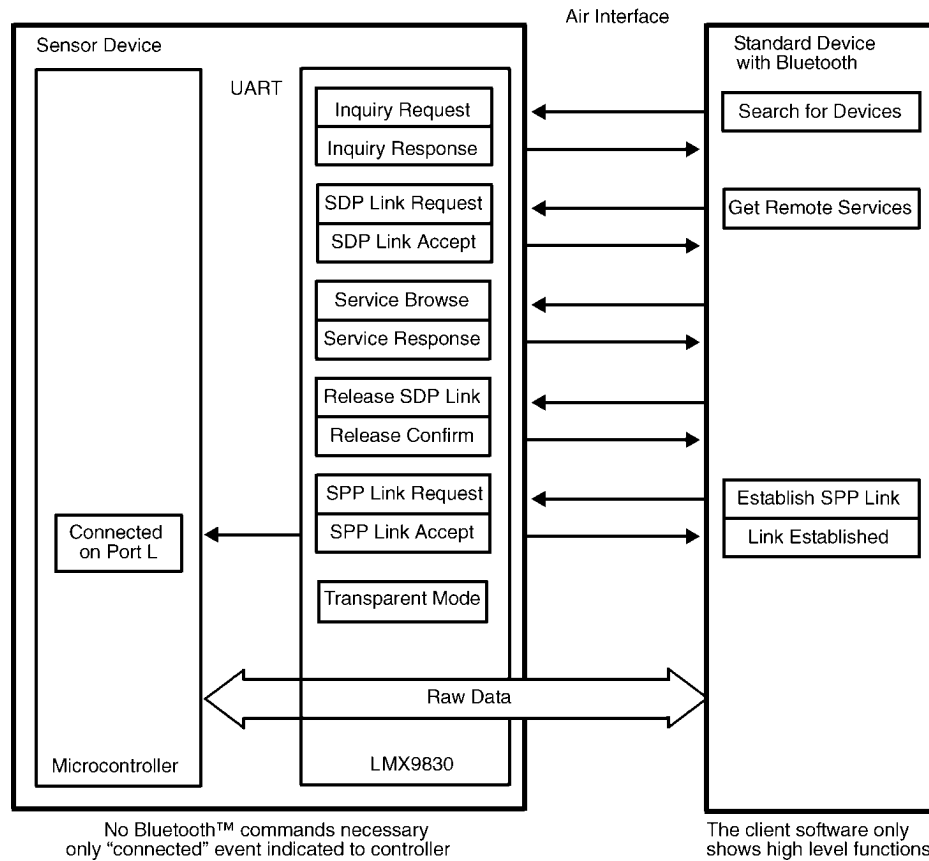 Air Interface
Sensor Device
UART
Inquiry Request
Inquiry Response
SDP Link Request
SDP Link Accept
Service Browse
Service Response
Release SDP Link
Release Confirm
SPP Link Request
SPP Link Accept
Connected
on Port L
Transparent Mode
Raw Data
Microcontroller
LMX9830
Standard Device
with Bluetooth
Search for Devices
Get Remote Services
Establish SPP Link
Link Established
No Bluetooth™ commands necessary
only “connected” event indicated to controller
The client software only
shows high level functions